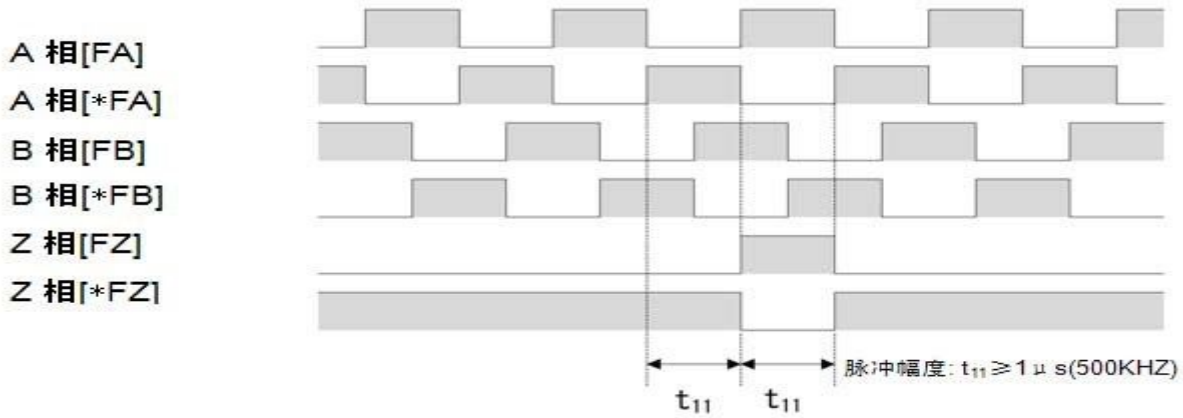 A 相[FA]
A 相[*FA]
B 相[FB]
B 相[*FB]
Z 相[FZ]
Z 相[*FZ]
脉冲幅度: t₁₁≥1μs(500KHZ)
t₁₁ t₁₁